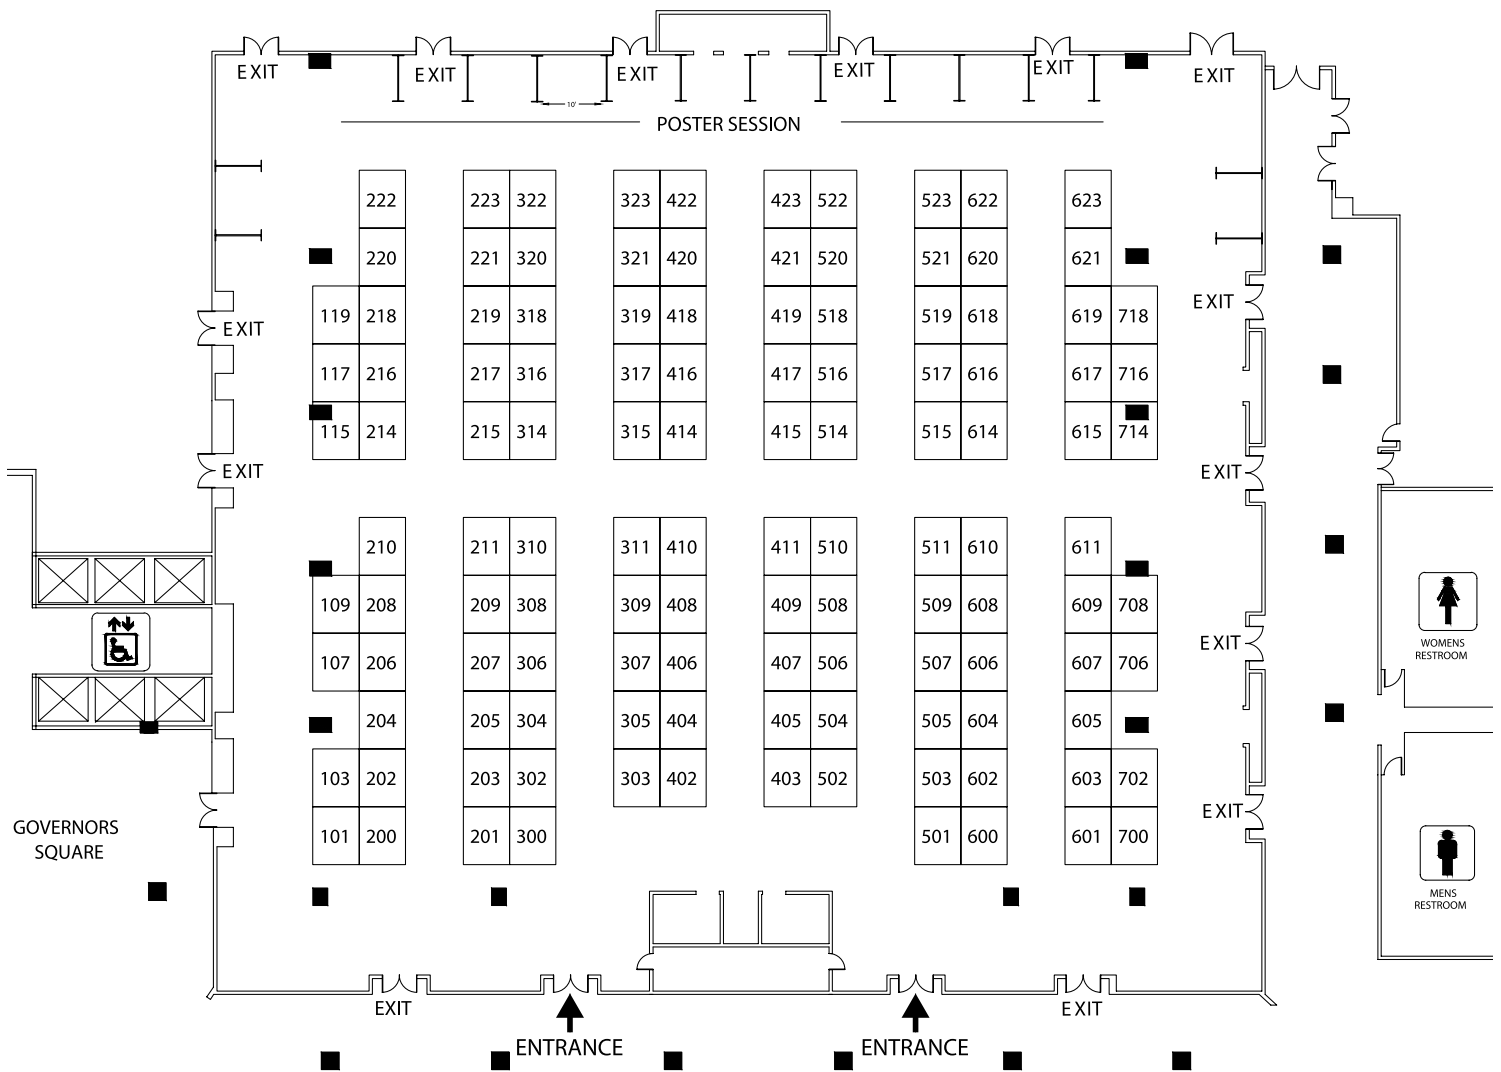 EXIT EXIT EXIT EXIT EXIT EXIT
10'
POSTER SESSION
222 223 322 323 422 423 522 523 622 623
220 221 320 321 420 421 520 521 620 621
EXIT
119 218 219 318 319 418 419 518 519 618 619 718
EXIT
117 216 217 316 317 416 417 516 517 616 617 716
115 214 215 314 315 414 415 514 515 614 615 714
EXIT EXIT
210 211 310 311 410 411 510 511 610 611
109 208 209 308 309 408 409 508 509 608 609 708
EXIT
WOMENS
RESTROOM
107 206 207 306 307 406 407 506 507 606 607 706
204 205 304 305 404 405 504 505 604 605
103 202 203 302 303 402 403 502 503 602 603 702
EXIT
GOVERNORS
SQUARE
101 200 201 300 501 600 601 700
MENS
RESTROOM
EXIT EXIT
ENTRANCE ENTRANCE